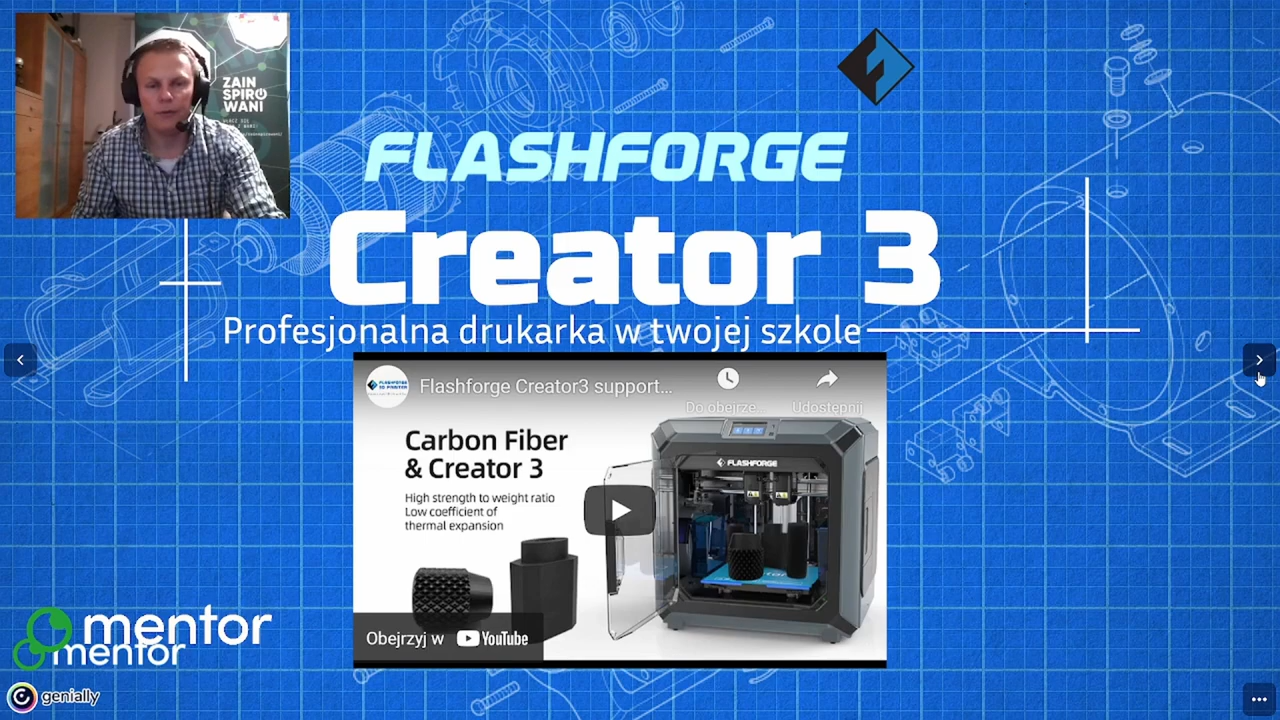 ZAIN
SPIRO
WANI
FLASHFORGE
Creator 3
Profesjonalna drukarka w twojej szkole
Flashforge Creator3 support...
Do obejrze...
Udostępnij
Carbon Fiber
& Creator 3
High strength to weight ratio
Low coefficient of
thermal expansion
FLASHFORGE
Obejrzyj w YouTube
mentor
mentor
genially